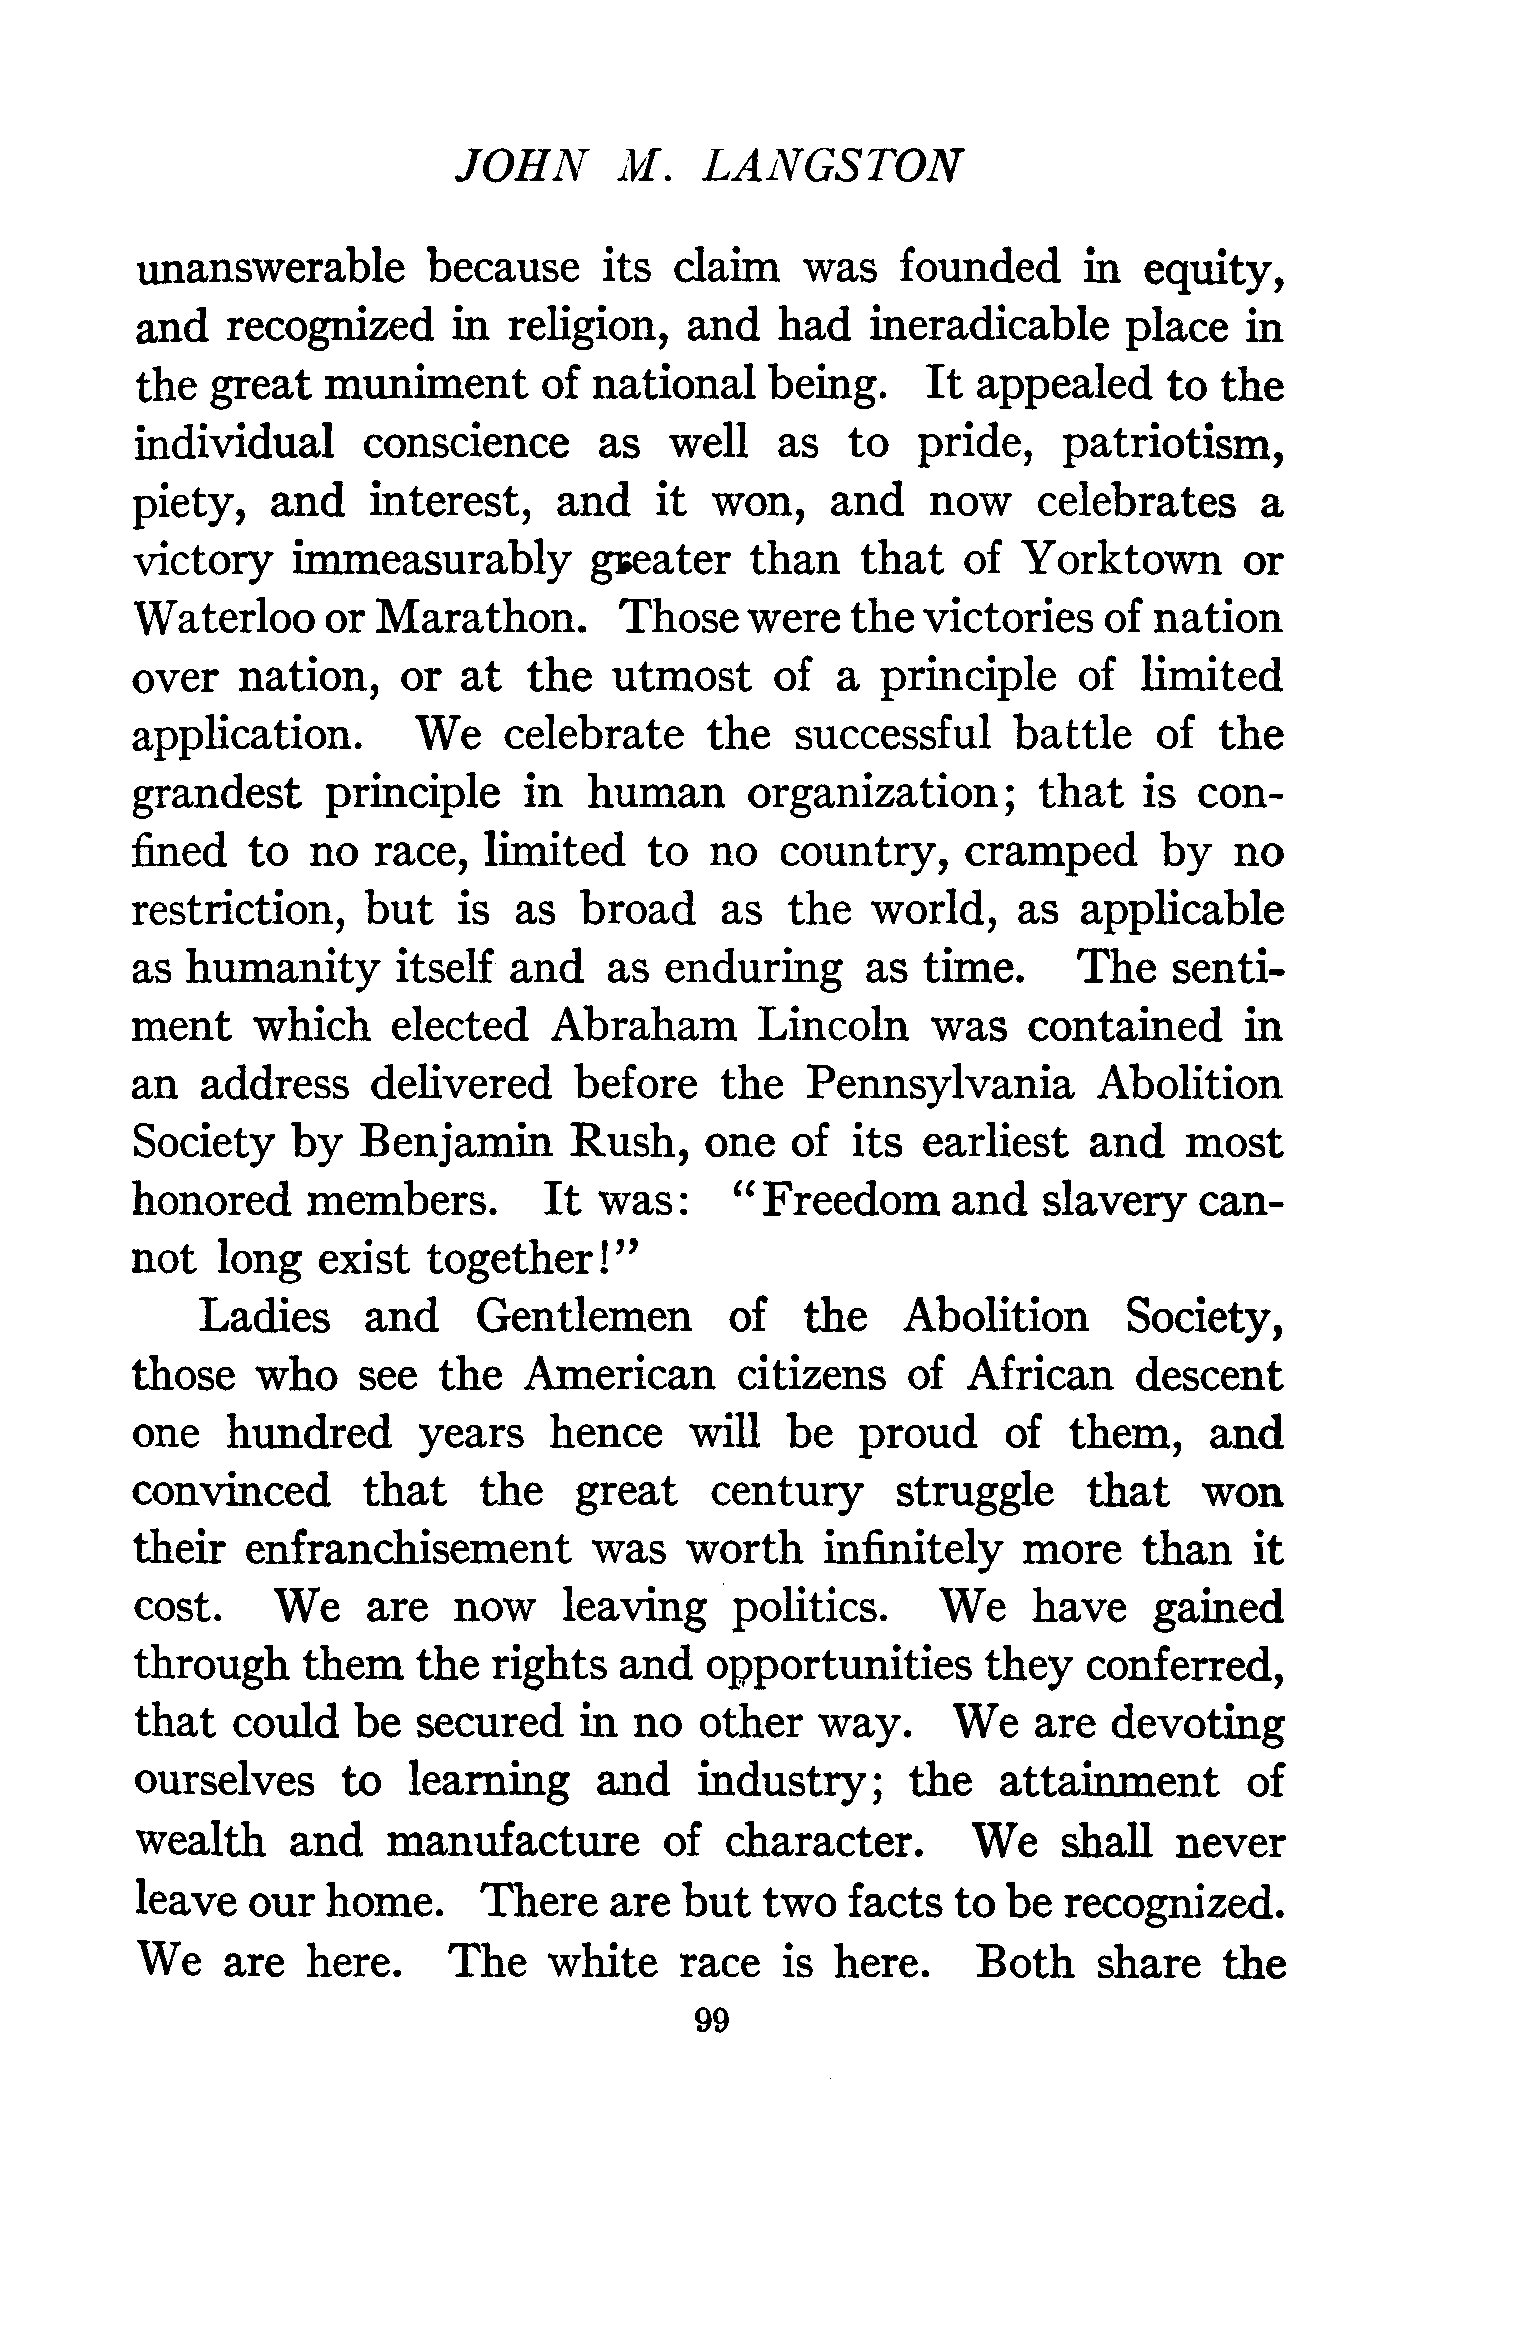 JOHN M. LANGSTON
unanswerable because its claim was founded in equity,
and recognized in religion, and had ineradicable place in
the great muniment of national being. It appealed to the
individual conscience as well as to pride, patriotism,
piety, and interest, and it won, and now celebrates a
victory immeasurably greater than that of Yorktown or
Waterloo or Marathon. Those were the victories of nation
over nation, or at the utmost of a principle of limited
application. We celebrate the successful battle of the
grandest principle in human organization; that is con-
fined to no race, limited to no country, cramped by no
restriction, but is as broad as the world, as applicable
as humanity itself and as enduring as time. The senti-
ment which elected Abraham Lincoln was contained in
an address delivered before the Pennsylvania Abolition
Society by Benjamin Rush, one of its earliest and most
honored members. It was: "Freedom and slavery can-
not long exist together!"
Ladies and Gentlemen of the Abolition Society,
those who see the American citizens of African descent
one hundred years hence will be proud of them, and
convinced that the great century struggle that won
their enfranchisement was worth infinitely more than it
cost. We are now leaving politics. We have gained
through them the rights and opportunities they conferred,
that could be secured in no other way. We are devoting
ourselves to learning and industry; the attainment of
wealth and manufacture of character. We shall never
leave our home. There are but two facts to be recognized.
We are here. The white race is here. Both share the
99